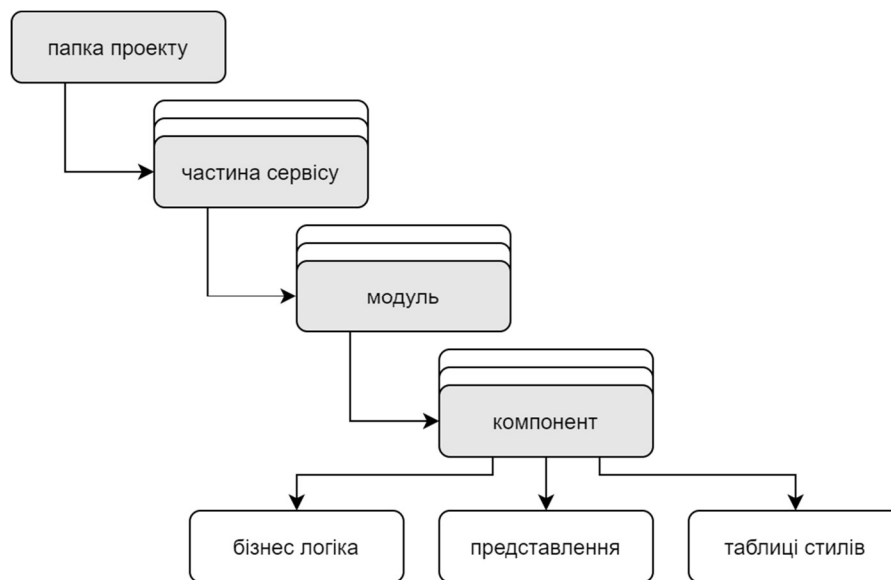 папка проекту
частина сервісу
модуль
компонент
бізнес логіка
представлення
таблиці стилів